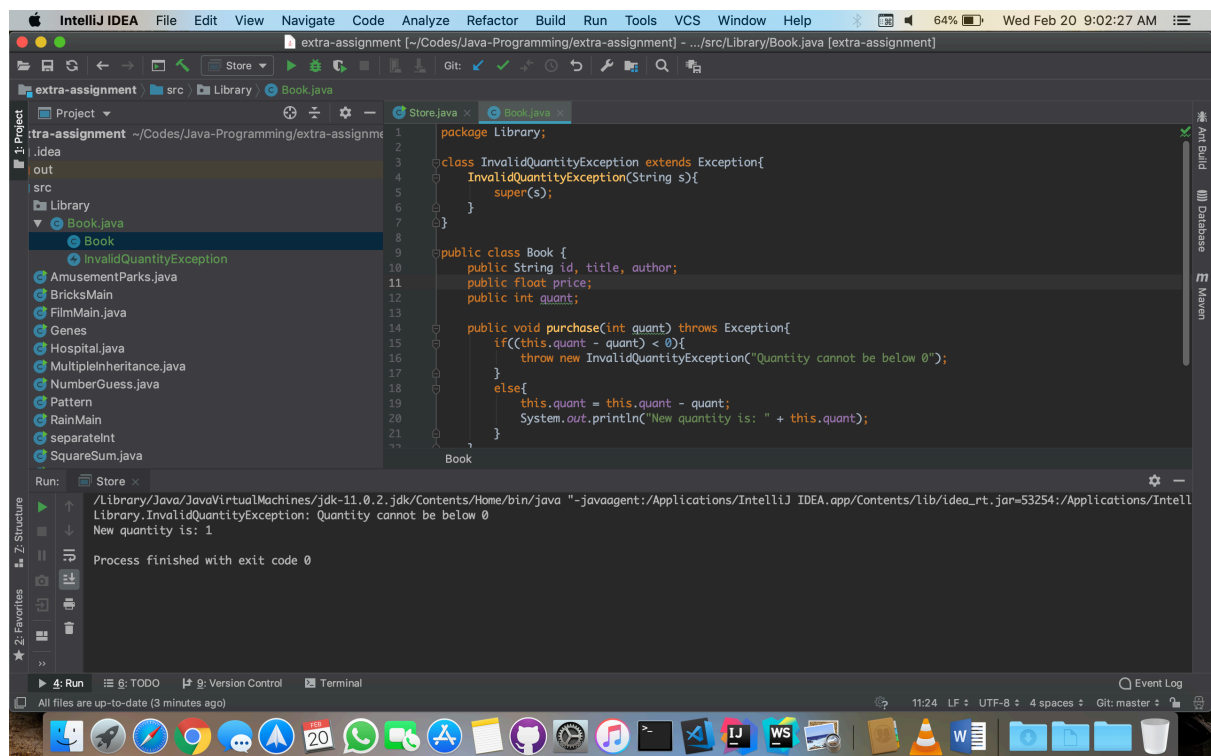 IntelliJ IDEA File Edit View Navigate Code Analyze Refactor Build Run Tools VCS Window Help 64% Wed Feb 20 9:02:27 AM
extra-assignment [~/Codes/Java-Programming/extra-assignment] - .../src/Library/Book.java [extra-assignment]
Store Git:
extra-assignment src Library Book.java
1: Project
Project
Store.java Book.java
tra-assignment ~/Codes/Java-Programming/extra-assignme
.idea
out
src
Library
Book.java
Book
InvalidQuantityException
AmusementParks.java
BricksMain
FilmMain.java
Genes
Hospital.java
MultipleInheritance.java
NumberGuess.java
Pattern
RainMain
separateInt
SquareSum.java
1 package Library;
2
3 class InvalidQuantityException extends Exception{
4 InvalidQuantityException(String s){
5 super(s);
6 }
7 }
8
9 public class Book {
10 public String id, title, author;
11 public float price;
12 public int quant;
13
14 public void purchase(int quant) throws Exception{
15 if((this.quant - quant) < 0){
16 throw new InvalidQuantityException("Quantity cannot be below 0");
17 }
18 else{
19 this.quant = this.quant - quant;
20 System.out.println("New quantity is: " + this.quant);
21 }
22 }
Book
Ant Build
Database
m Maven
Run: Store
/Library/Java/JavaVirtualMachines/jdk-11.0.2.jdk/Contents/Home/bin/java "-javaagent:/Applications/IntelliJ IDEA.app/Contents/lib/idea_rt.jar=53254:/Applications/Intell
Library.InvalidQuantityException: Quantity cannot be below 0
New quantity is: 1
Process finished with exit code 0
Z: Structure
2: Favorites
4: Run 6: TODO 9: Version Control Terminal Event Log
All files are up-to-date (3 minutes ago) 11:24 LF UTF-8 4 spaces Git: master
FEB
20
IJ
WS
W